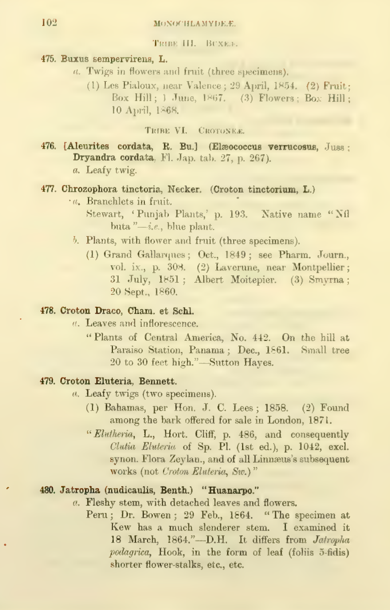 102 MONOCHLAMYDEÆ.
TRIBE III. BUXEÆ.
475. Buxus sempervirens, L.
a. Twigs in flowers and fruit (three specimens).
(1) Les Pialoux, near Valence; 29 April, 1854. (2) Fruit;
Box Hill; 1 June, 1867. (3) Flowers; Box Hill;
10 April, 1868.
TRIBE VI. CROTONEÆ.
476. [Aleurites cordata, R. Br.] (Elæococcus verrucosus, Juss;
Dryandra cordata. Fl. Jap. tab. 27, p. 267).
a. Leafy twig.
477. Chrozophora tinctoria, Necker. (Croton tinctorium, L.)
a. Branchlets in fruit.
Stewart, ‘Punjab Plants,’ p. 193. Native name “Nīl
buta”—i.e., blue plant.
b. Plants, with flower and fruit (three specimens).
(1) Grand Gallarques; Oct., 1849; see Pharm. Journ.,
vol. ix., p. 308. (2) Laverune, near Montpellier;
31 July, 1851; Albert Moitepier. (3) Smyrna;
20 Sept., 1860.
478. Croton Draco, Cham. et Schl.
a. Leaves and inflorescence.
“Plants of Central America, No. 442. On the hill at
Paraiso Station, Panama; Dec., 1861. Small tree
20 to 30 feet high.”—Sutton Hayes.
479. Croton Eluteria, Bennett.
a. Leafy twigs (two specimens).
(1) Bahamas, per Hon. J. C. Lees; 1858. (2) Found
among the bark offered for sale in London, 1871.
“Elutheria, L., Hort. Cliff, p. 486, and consequently
Clutia Eluteria of Sp. Pl. (1st ed.), p. 1042, excl.
synon. Flora Zeylan., and of all Linnæus's subsequent
works (not Croton Eluteria, Sw.)”
480. Jatropha (nudicaulis, Benth.) “Huanarpo.”
a. Fleshy stem, with detached leaves and flowers.
Peru; Dr. Bowen; 29 Feb., 1864. “The specimen at
Kew has a much slenderer stem. I examined it
18 March, 1864.”—D.H. It differs from Jatropha
podagrica, Hook, in the form of leaf (foliis 5-fidis)
shorter flower-stalks, etc., etc.